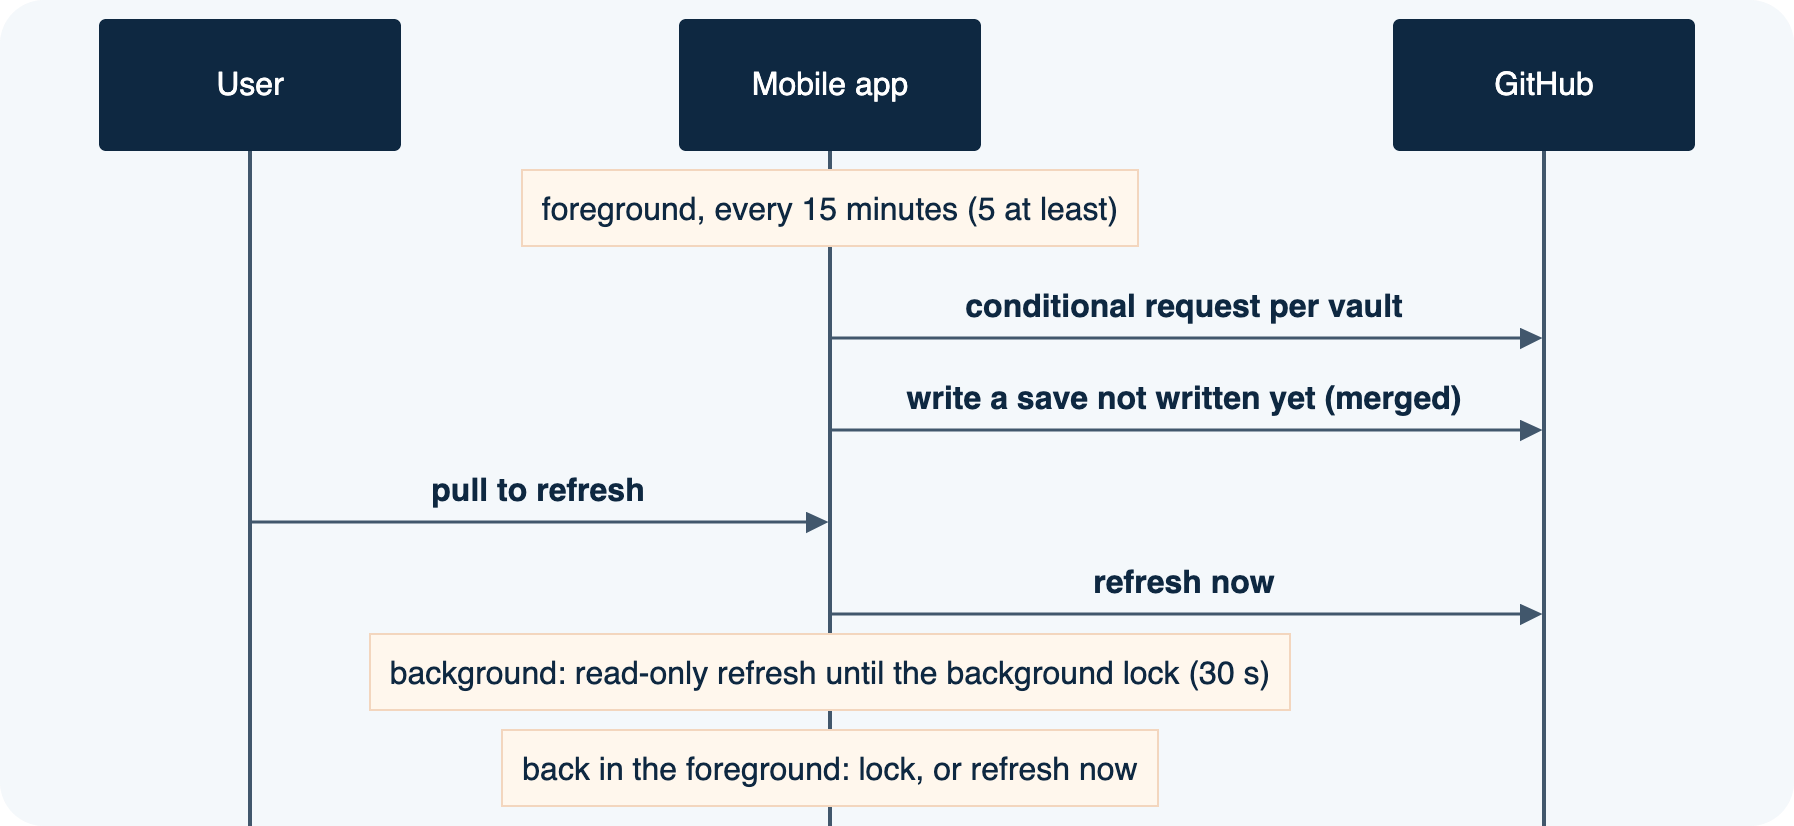 User
Mobile app
GitHub
foreground, every 15 minutes (5 at least)
conditional request per vault
write a save not written yet (merged)
pull to refresh
refresh now
background: read-only refresh until the background lock (30 s)
back in the foreground: lock, or refresh now